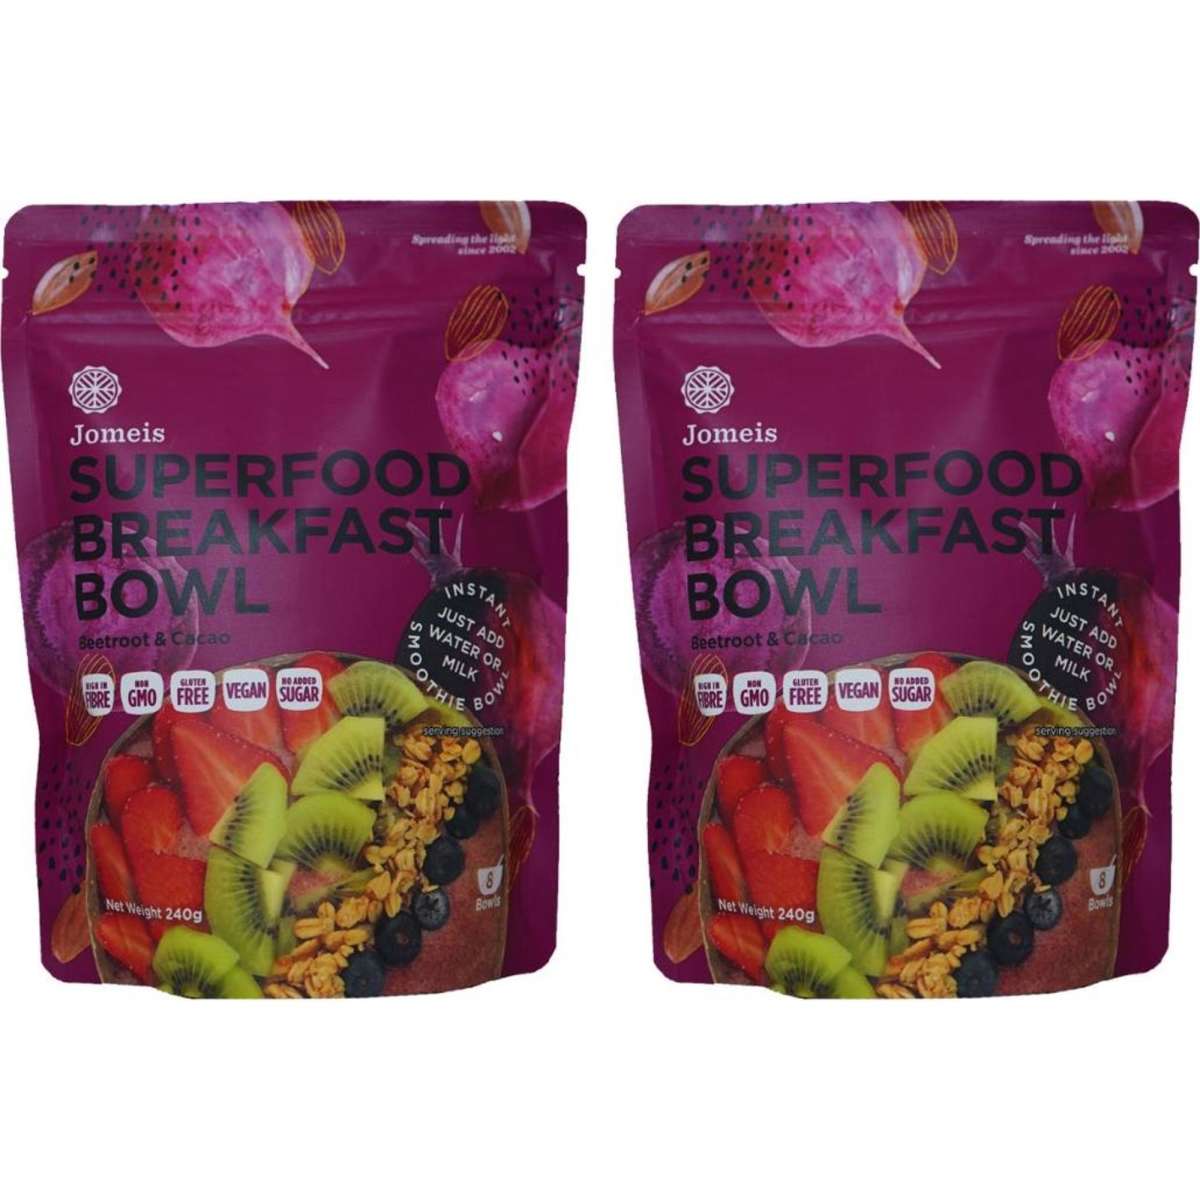 Spreading the light
since 2002
Jomeis
SUPERFOOD
BREAKFAST
BOWL
Beetroot & Cacao
INSTANT
JUST ADD
WATER OR
MILK
SMOOTHIE BOWL
HIGH IN
FIBRE
NON
GMO
GLUTEN
FREE
VEGAN
NO ADDED
SUGAR
serving suggestion
Net Weight 240g
8
Bowls
Spreading the light
since 2002
Jomeis
SUPERFOOD
BREAKFAST
BOWL
Beetroot & Cacao
INSTANT
JUST ADD
WATER OR
MILK
SMOOTHIE BOWL
HIGH IN
FIBRE
NON
GMO
GLUTEN
FREE
VEGAN
NO ADDED
SUGAR
serving suggestion
Net Weight 240g
8
Bowls